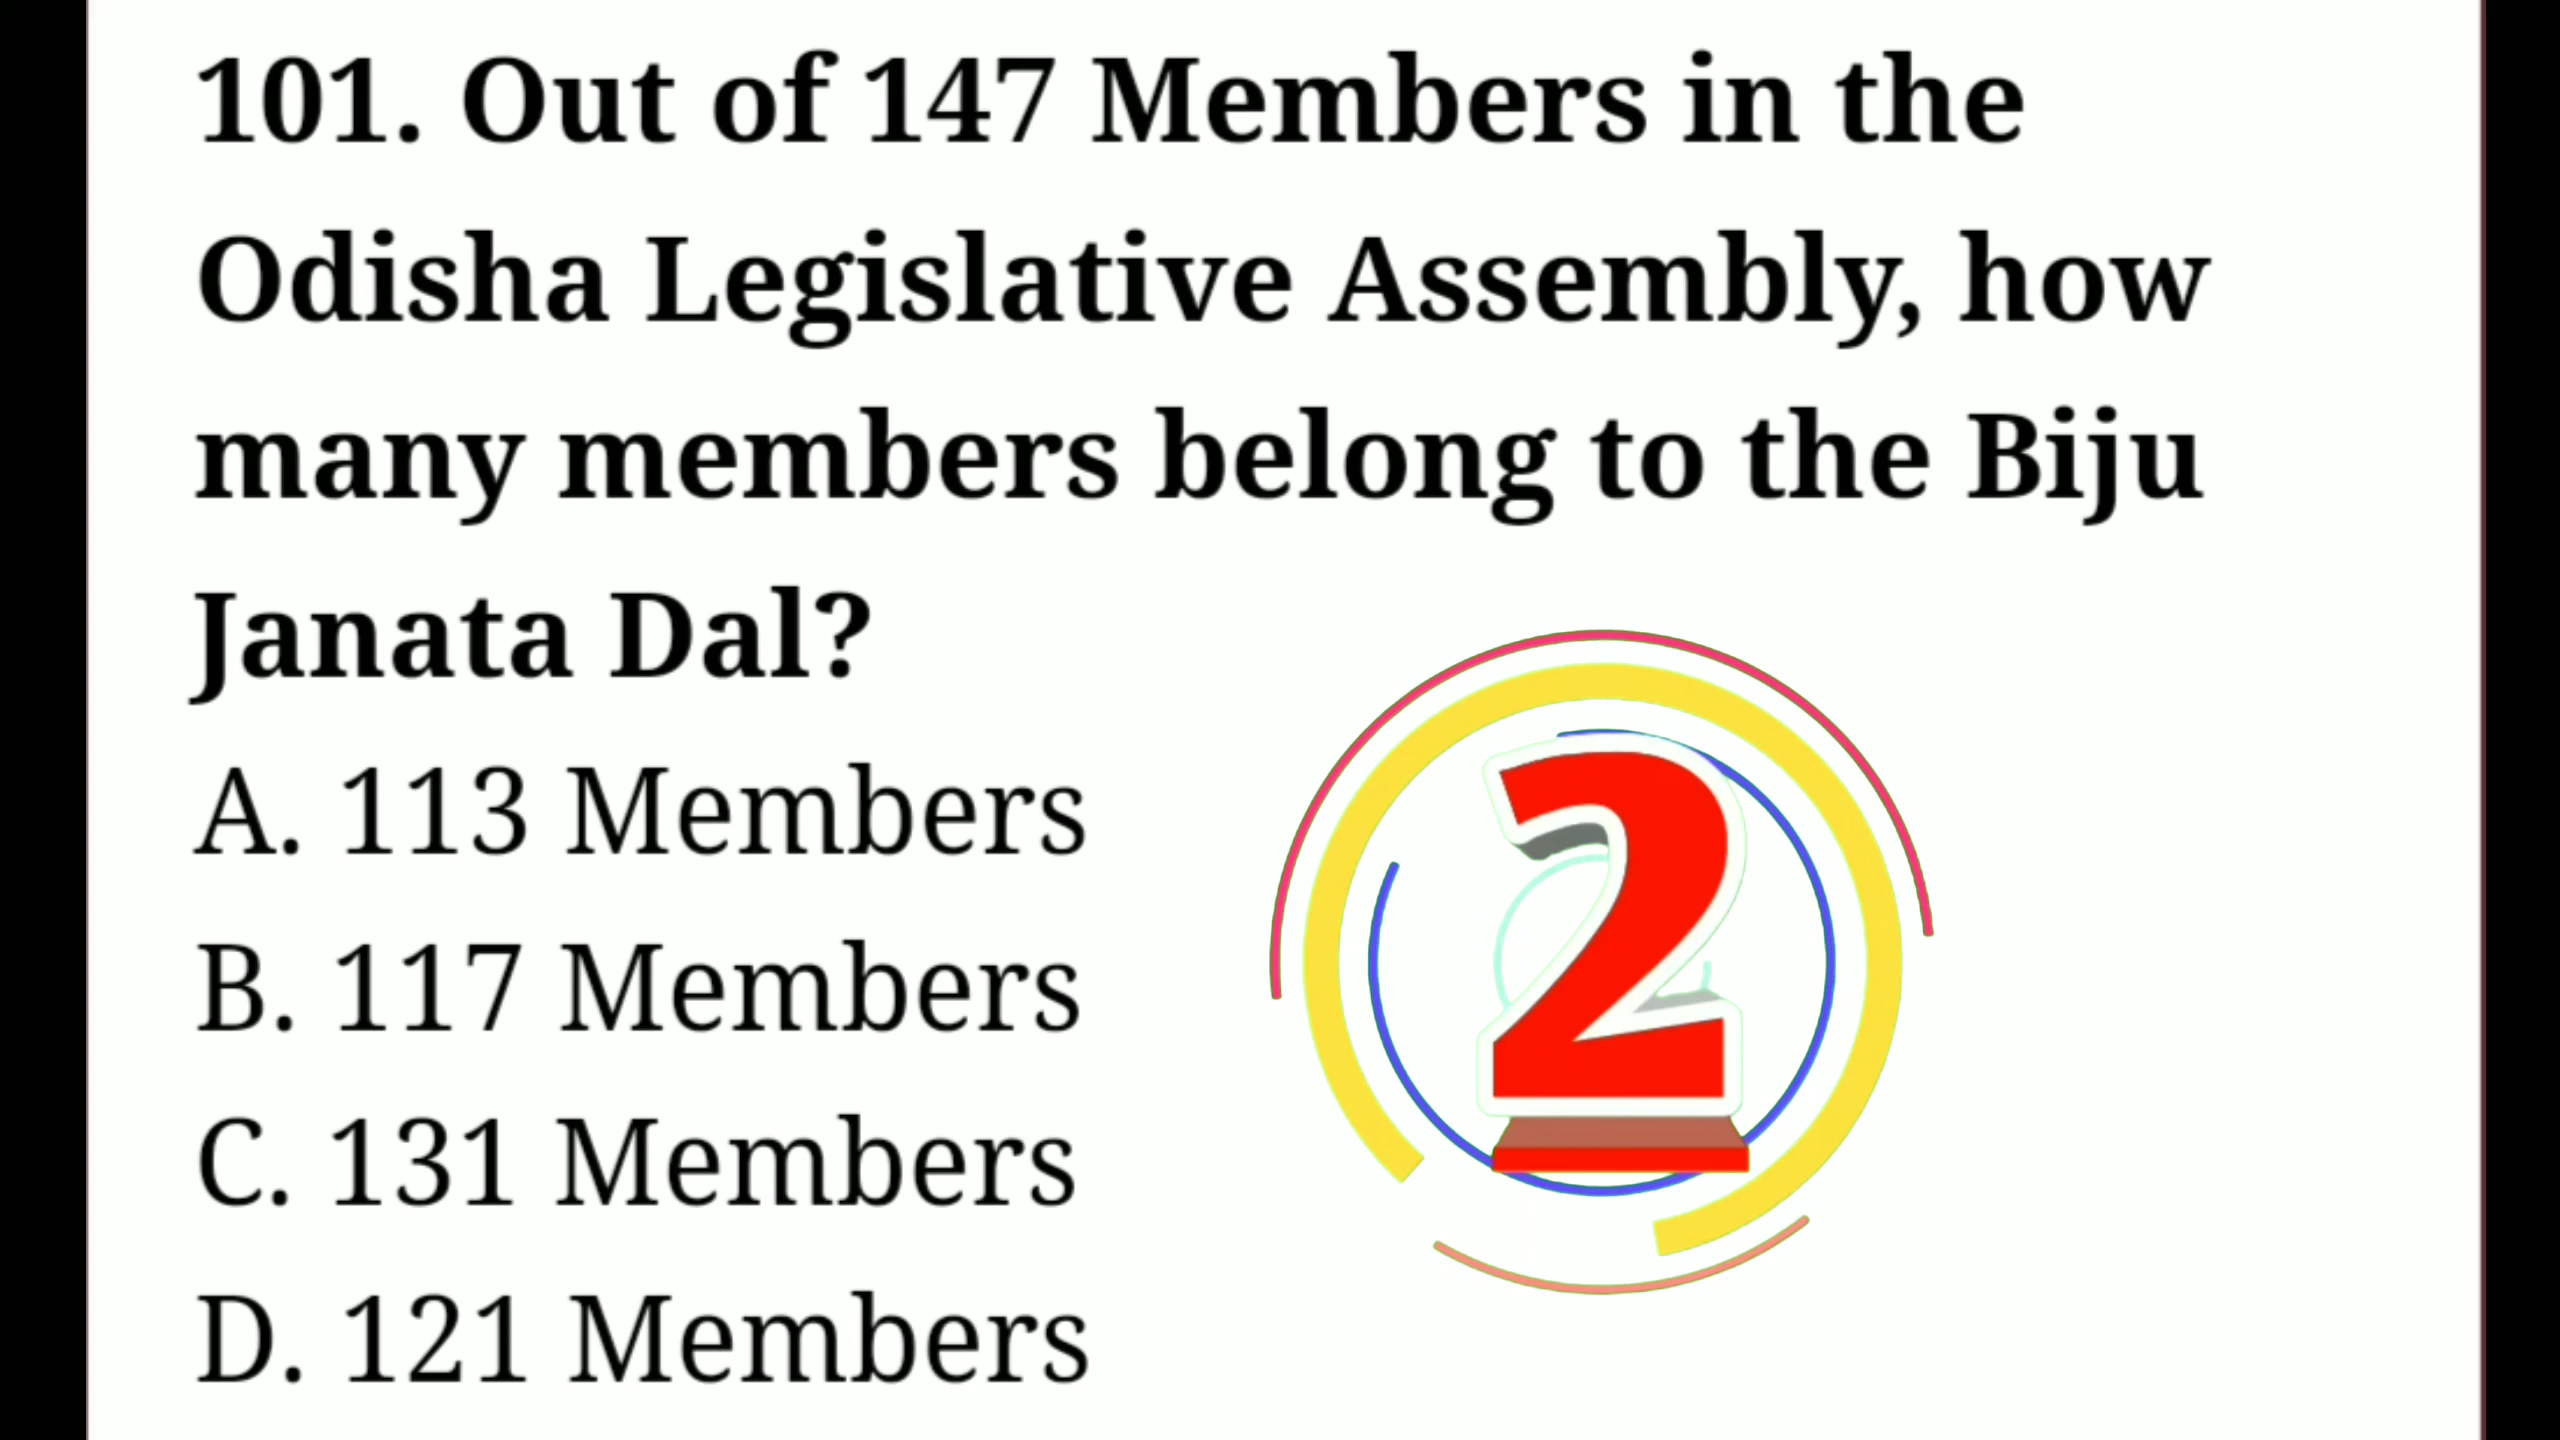 101. Out of 147 Members in the
Odisha Legislative Assembly, how
many members belong to the Biju
Janata Dal?
A. 113 Members
B. 117 Members
C. 131 Members
D. 121 Members
2